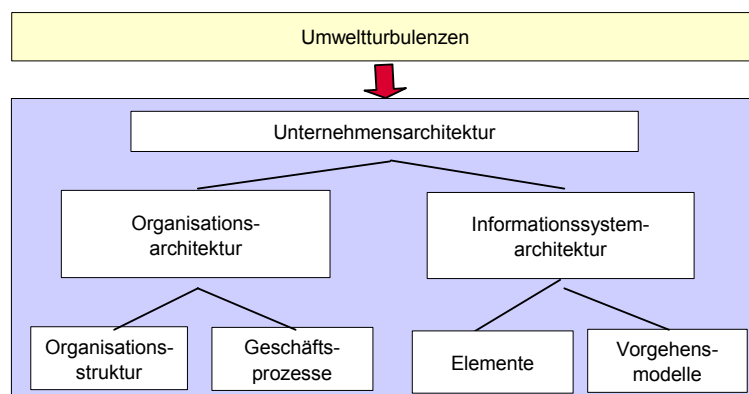 Umweltturbulenzen
Unternehmensarchitektur
Organisations-
architektur
Informationssystem-
architektur
Organisations-
struktur
Geschäfts-
prozesse
Elemente
Vorgehens-
modelle